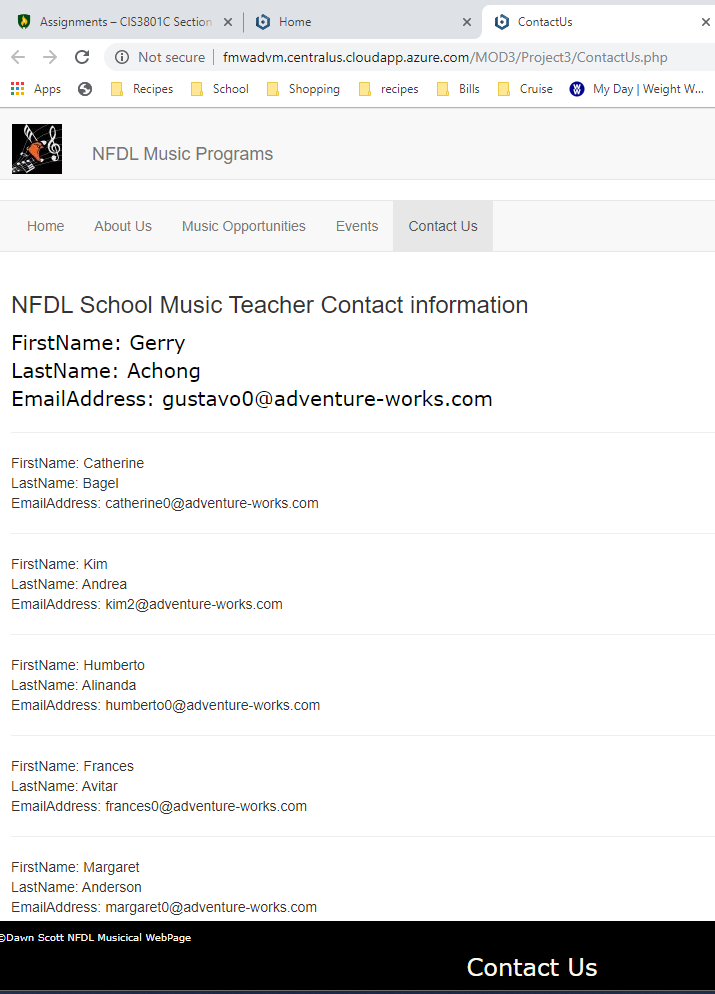 Assignments – CIS3801C Section
Home
ContactUs
Not secure | fmwadvm.centralus.cloudapp.azure.com/MOD3/Project3/ContactUs.php
Apps Recipes School Shopping recipes Bills Cruise My Day | Weight W...
NFDL Music Programs
Home About Us Music Opportunities Events Contact Us
NFDL School Music Teacher Contact information
FirstName: Gerry
LastName: Achong
EmailAddress: gustavo0@adventure-works.com
FirstName: Catherine
LastName: Bagel
EmailAddress: catherine0@adventure-works.com
FirstName: Kim
LastName: Andrea
EmailAddress: kim2@adventure-works.com
FirstName: Humberto
LastName: Alinanda
EmailAddress: humberto0@adventure-works.com
FirstName: Frances
LastName: Avitar
EmailAddress: frances0@adventure-works.com
FirstName: Margaret
LastName: Anderson
EmailAddress: margaret0@adventure-works.com
©Dawn Scott NFDL Musicical WebPage
Contact Us